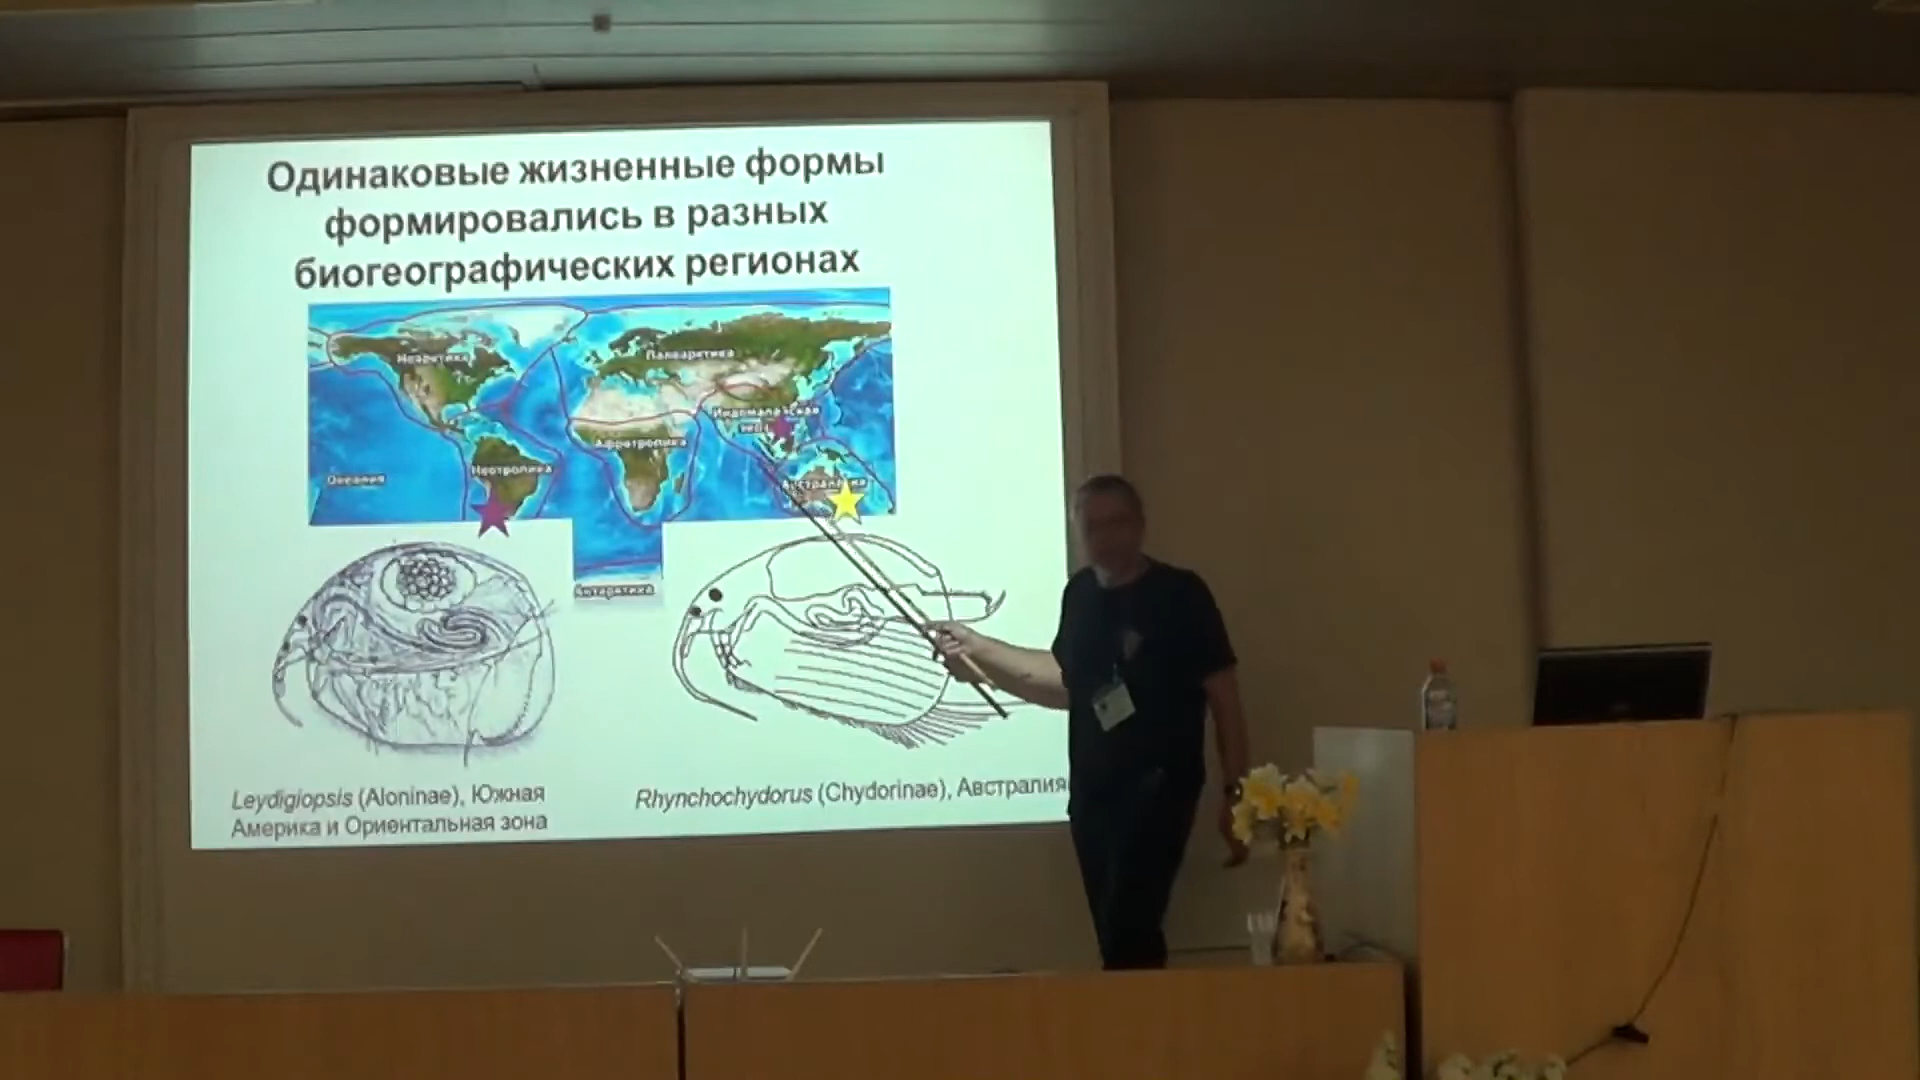 Одинаковые жизненные формы
формировались в разных
биогеографических регионах
Неарктика
Палеарктика
Индомалайская
зона
Афротропика
Неотропика
Океания
Антарктика
Leydigiopsis (Aloninae), Южная
Америка и Ориентальная зона
Rhynchochydorus (Chydorinae), Австралия